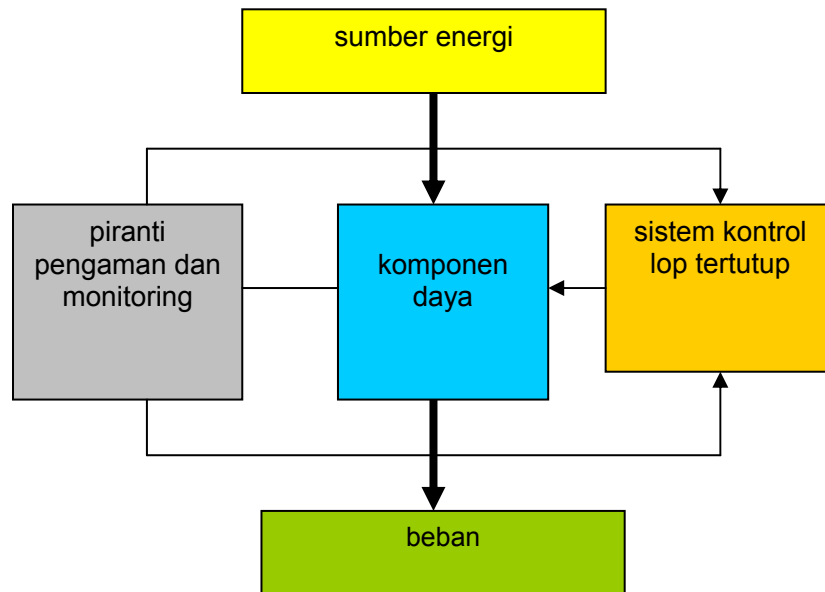 sumber energi
piranti
pengaman dan
monitoring
komponen
daya
sistem kontrol
lop tertutup
beban